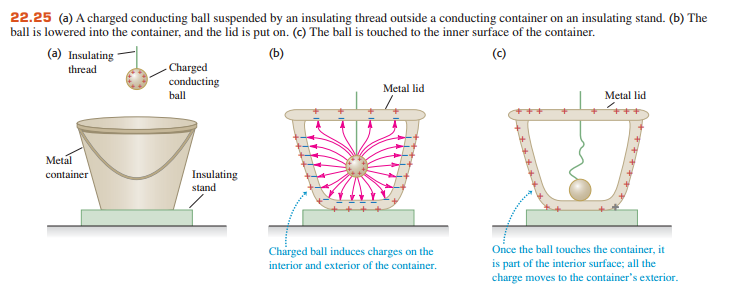 22.25 (a) A charged conducting ball suspended by an insulating thread outside a conducting container on an insulating stand. (b) The
ball is lowered into the container, and the lid is put on. (c) The ball is touched to the inner surface of the container.
(a) Insulating
thread
Charged
conducting
ball
Metal
container
Insulating
stand
(b)
Metal lid
Charged ball induces charges on the
interior and exterior of the container.
(c)
Metal lid
Once the ball touches the container, it
is part of the interior surface; all the
charge moves to the container's exterior.